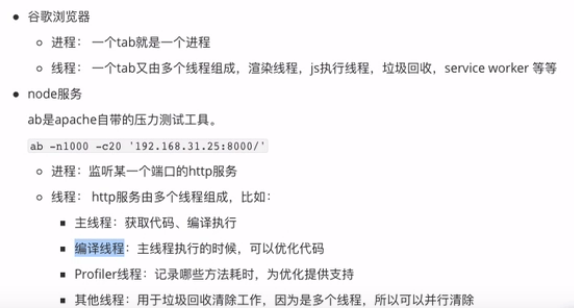 谷歌浏览器
进程： 一个tab就是一个进程
线程： 一个tab又由多个线程组成，渲染线程，js执行线程，垃圾回收，service worker 等等
node服务
ab是apache自带的压力测试工具。
ab -n1000 -c20 '192.168.31.25:8000/'
进程：监听某一个端口的http服务
线程： http服务由多个线程组成，比如：
主线程：获取代码、编译执行
编译线程：主线程执行的时候，可以优化代码
Profiler线程：记录哪些方法耗时，为优化提供支持
其他线程：用于垃圾回收清除工作，因为是多个线程，所以可以并行清除